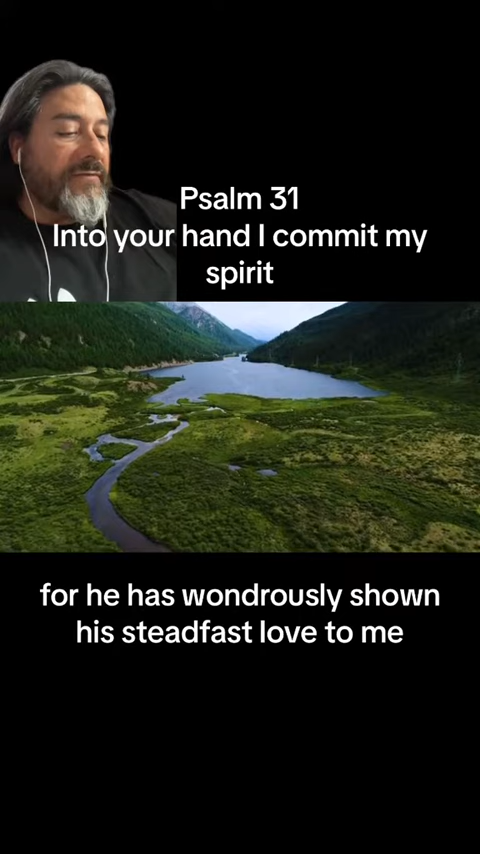 Psalm 31
Into your hand I commit my
spirit
for he has wondrously shown
his steadfast love to me